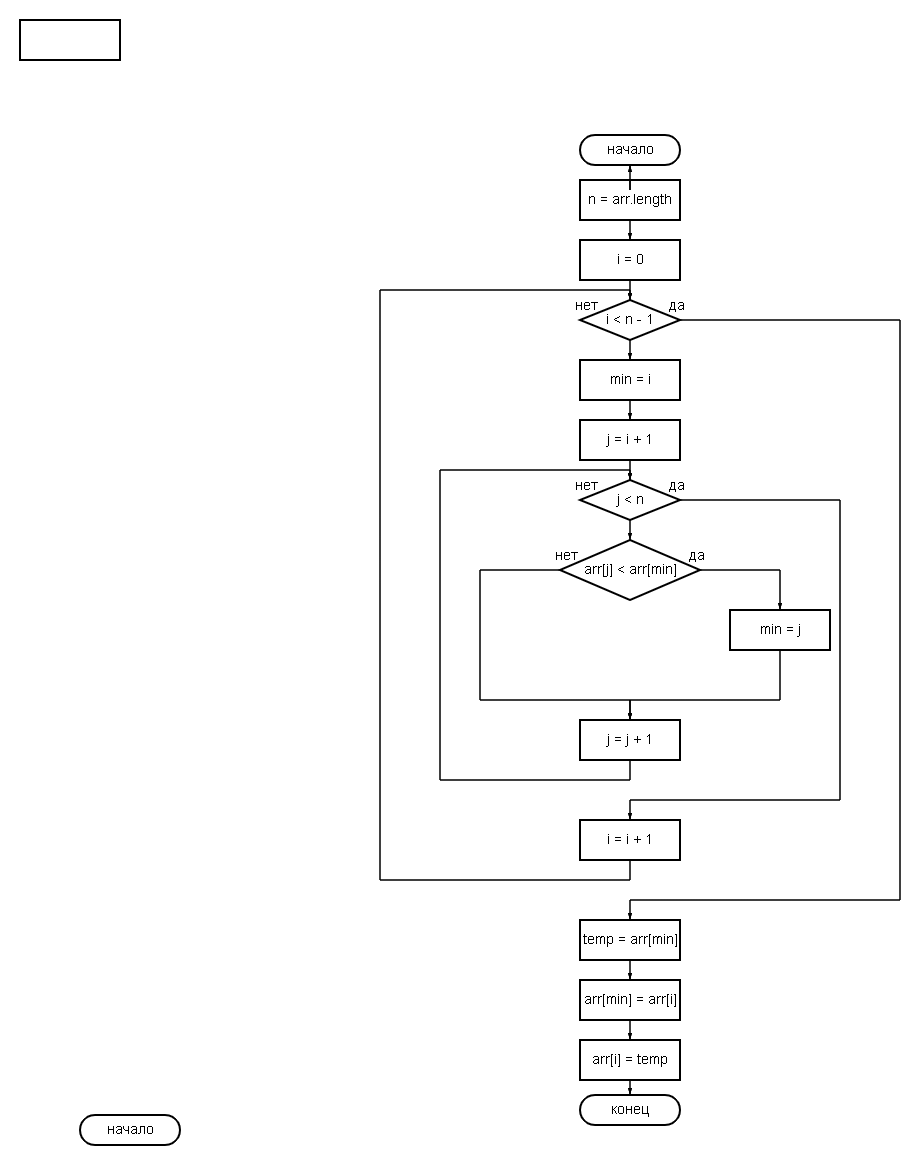 начало
n = arr.length
i = 0
нет
да
i < n - 1
min = i
j = i + 1
нет
да
j < n
нет
да
arr[j] < arr[min]
min = j
j = j + 1
i = i + 1
temp = arr[min]
arr[min] = arr[i]
arr[i] = temp
конец
начало